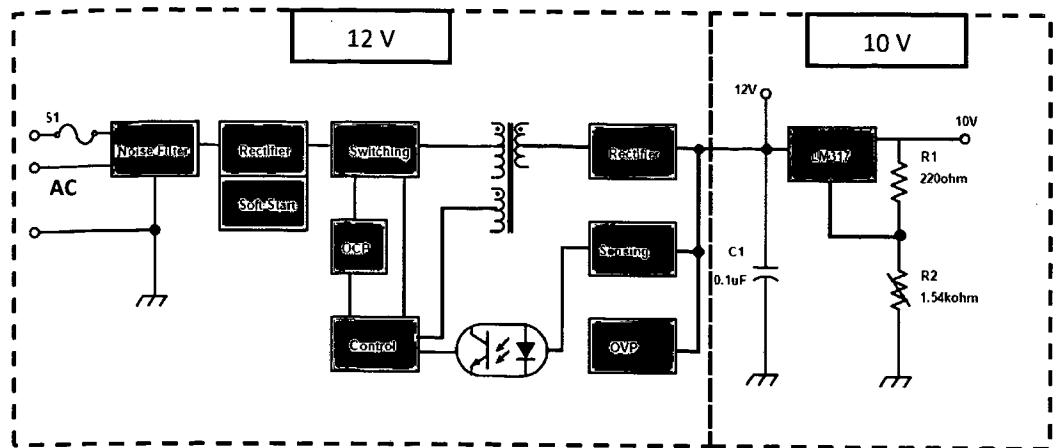 12 V
10 V
S1
AC
Noise Filter
Rectifier
Soft Start
Switching
OCP
Control
Rectifier
Sensing
OVP
12V
C1
0.1uF
LM317
10V
R1
220ohm
R2
1.54kohm